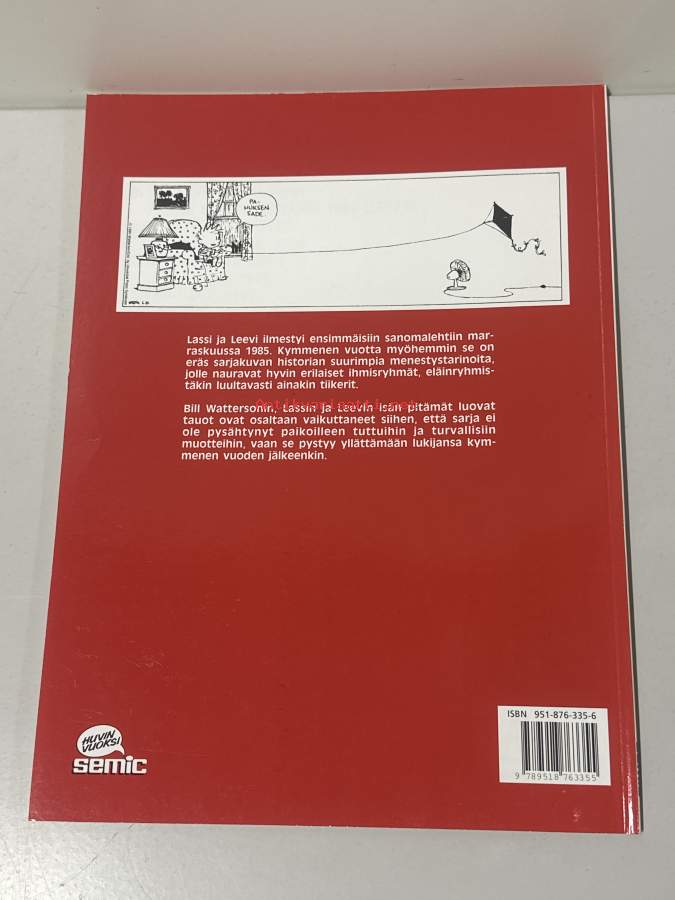 PA-
HUKSEN
SADE.
Lassi ja Leevi ilmestyi ensimmäisiin sanomalehtiin mar-
raskuussa 1985. Kymmenen vuotta myöhemmin se on
eräs sarjakuvan historian suurimpia menestystarinoita,
jolle nauravat hyvin erilaiset ihmisryhmät, eläinryhmis-
täkin luultavasti ainakin tiikerit.
Antikvariaatti.net
Bill Wattersonin, Lassin ja Leevin isän pitämät luovat
tauot ovat osaltaan vaikuttaneet siihen, että sarja ei
ole pysähtynyt paikoilleen tuttuihin ja turvallisiin
muotteihin, vaan se pystyy yllättämään lukijansa kym-
menen vuoden jälkeenkin.
ISBN 951-876-335-6
9 789518 763355
HUVIN
VUOKSI
semic